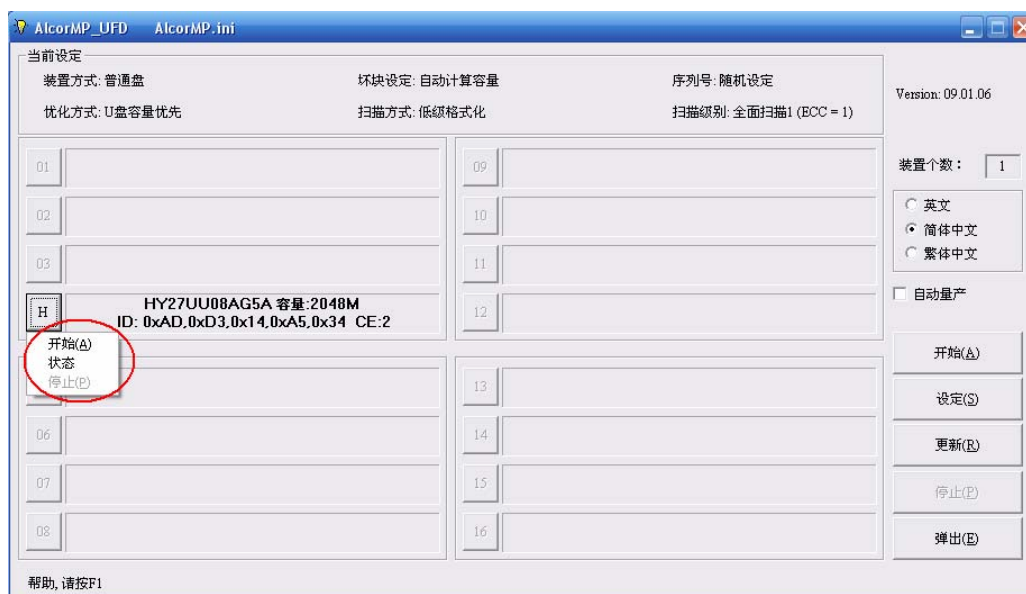 AlcorMP_UFD AlcorMP.ini
当前设定
装置方式: 普通盘 坏块设定: 自动计算容量 序列号: 随机设定
优化方式: U盘容量优先 扫描方式: 低级格式化 扫描级别: 全面扫描1 (ECC = 1)
Version: 09.01.06
装置个数： 1
英文
简体中文
繁体中文
自动量产
开始(A)
设定(S)
更新(R)
停止(P)
弹出(E)
01
02
03
H HY27UU08AG5A 容量:2048M
ID: 0xAD,0xD3,0x14,0xA5,0x34 CE:2
开始(A)
状态
停止(P)
06
07
08
09
10
11
12
13
14
15
16
帮助, 请按F1